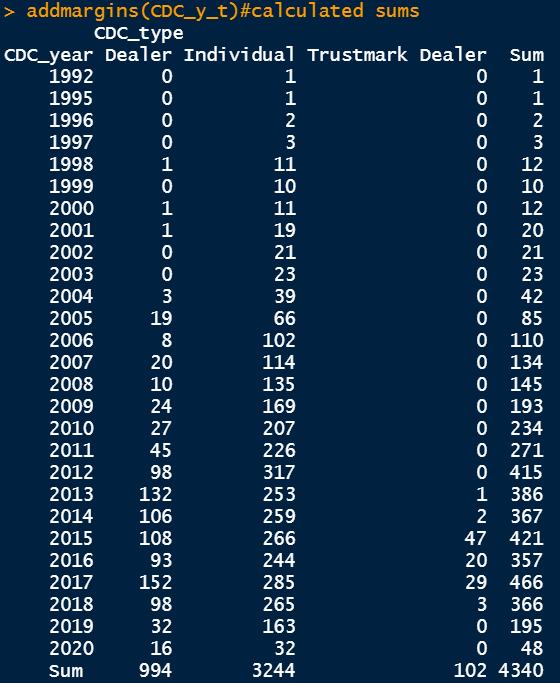 > addmargins(CDC_y_t)#calculated sums
CDC_type
CDC_year Dealer Individual Trustmark Dealer Sum
1992 0 1 0 1
1995 0 1 0 1
1996 0 2 0 2
1997 0 3 0 3
1998 1 11 0 12
1999 0 10 0 10
2000 1 11 0 12
2001 1 19 0 20
2002 0 21 0 21
2003 0 23 0 23
2004 3 39 0 42
2005 19 66 0 85
2006 8 102 0 110
2007 20 114 0 134
2008 10 135 0 145
2009 24 169 0 193
2010 27 207 0 234
2011 45 226 0 271
2012 98 317 0 415
2013 132 253 1 386
2014 106 259 2 367
2015 108 266 47 421
2016 93 244 20 357
2017 152 285 29 466
2018 98 265 3 366
2019 32 163 0 195
2020 16 32 0 48
Sum 994 3244 102 4340